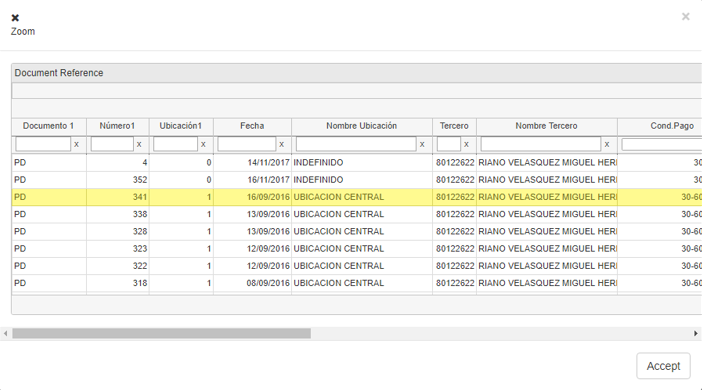 ✖ ×
Zoom
Document Reference
Documento 1 Número1 Ubicación1 Fecha Nombre Ubicación Tercero Nombre Tercero Cond.Pago
x x x x x x x
PD 4 0 14/11/2017 INDEFINIDO 80122622 RIANO VELASQUEZ MIGUEL HERI 30
PD 352 0 16/11/2017 INDEFINIDO 80122622 RIANO VELASQUEZ MIGUEL HERI 30
PD 341 1 16/09/2016 UBICACION CENTRAL 80122622 RIANO VELASQUEZ MIGUEL HERI 30-60
PD 338 1 13/09/2016 UBICACION CENTRAL 80122622 RIANO VELASQUEZ MIGUEL HERI 30-60
PD 328 1 13/09/2016 UBICACION CENTRAL 80122622 RIANO VELASQUEZ MIGUEL HERI 30-60
PD 323 1 12/09/2016 UBICACION CENTRAL 80122622 RIANO VELASQUEZ MIGUEL HERI 30-60
PD 322 1 12/09/2016 UBICACION CENTRAL 80122622 RIANO VELASQUEZ MIGUEL HERI 30-60
PD 318 1 08/09/2016 UBICACION CENTRAL 80122622 RIANO VELASQUEZ MIGUEL HERI 30-60
Accept